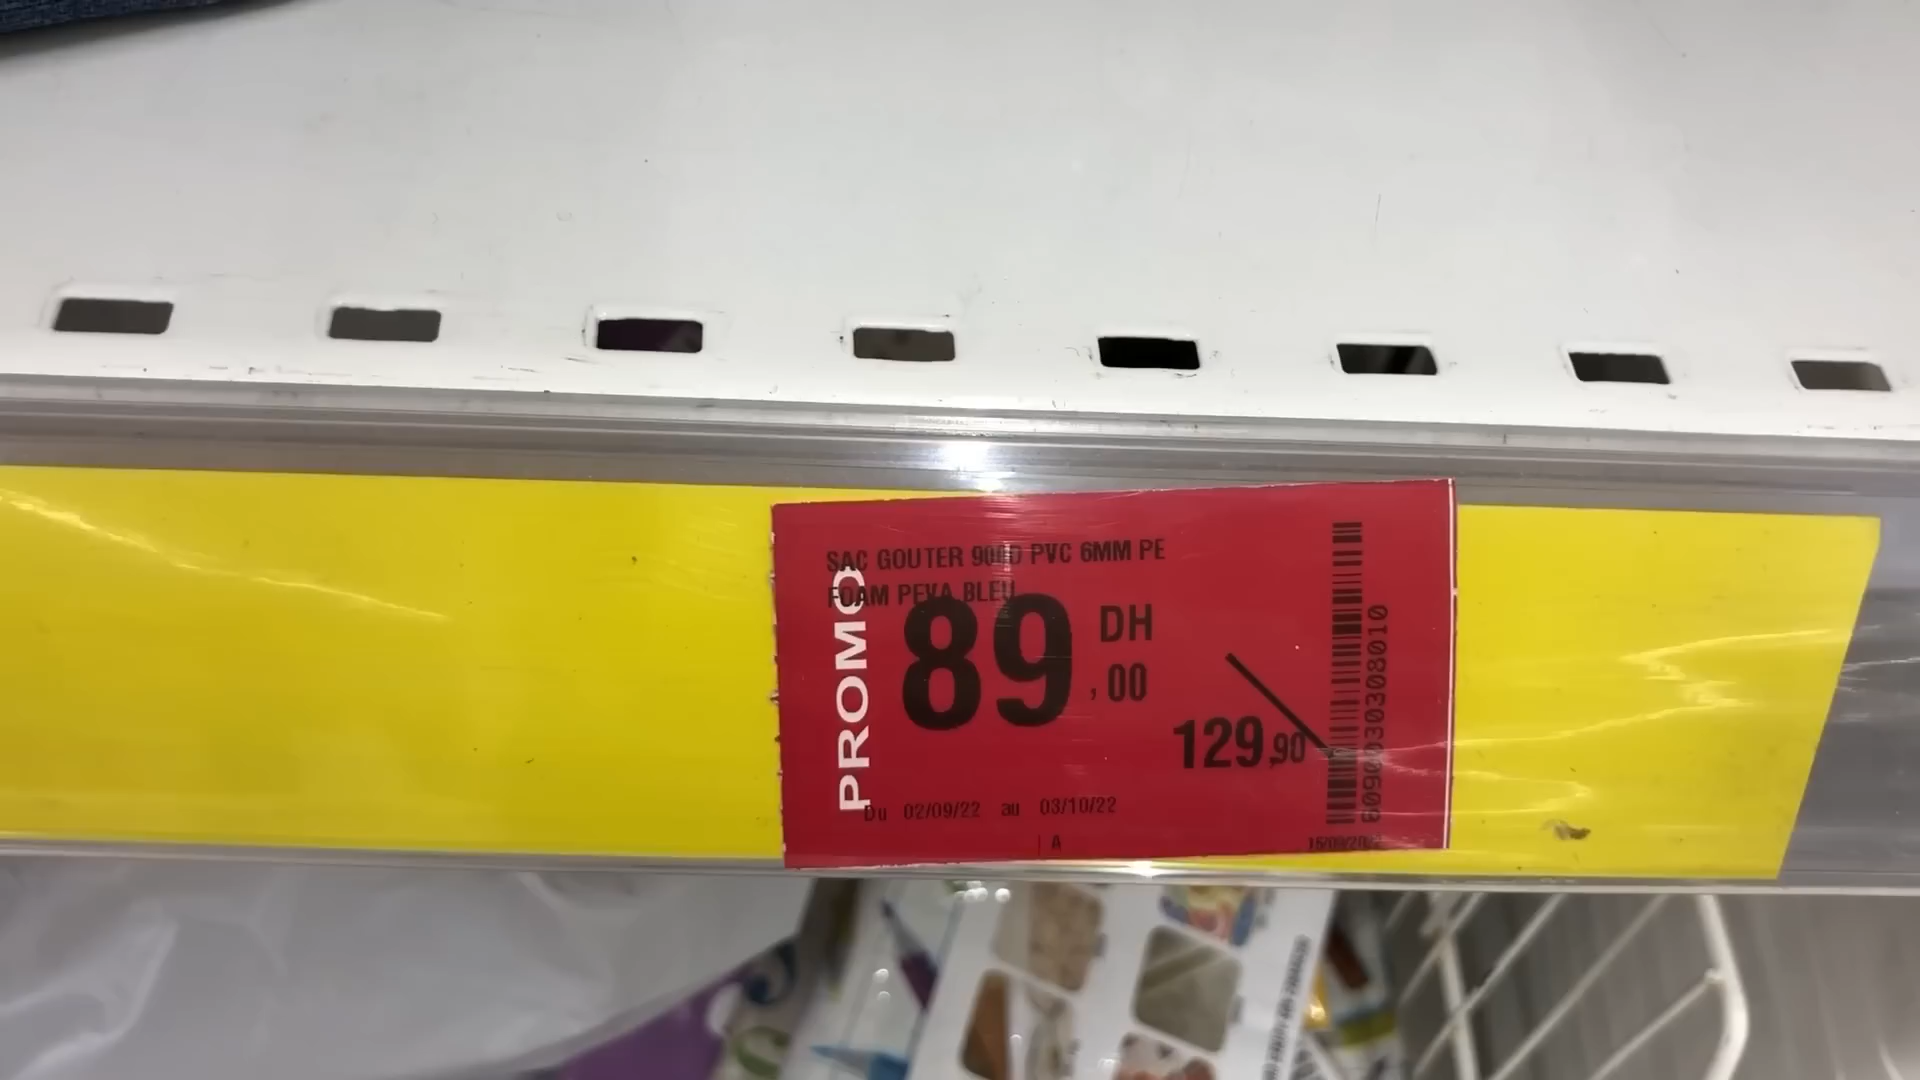 SAC GOUTER 900D PVC 6MM PE
FOAM PEVA BLEU
PROMO
89,00 DH
129,90
Du 02/09/22 au 03/10/22
A